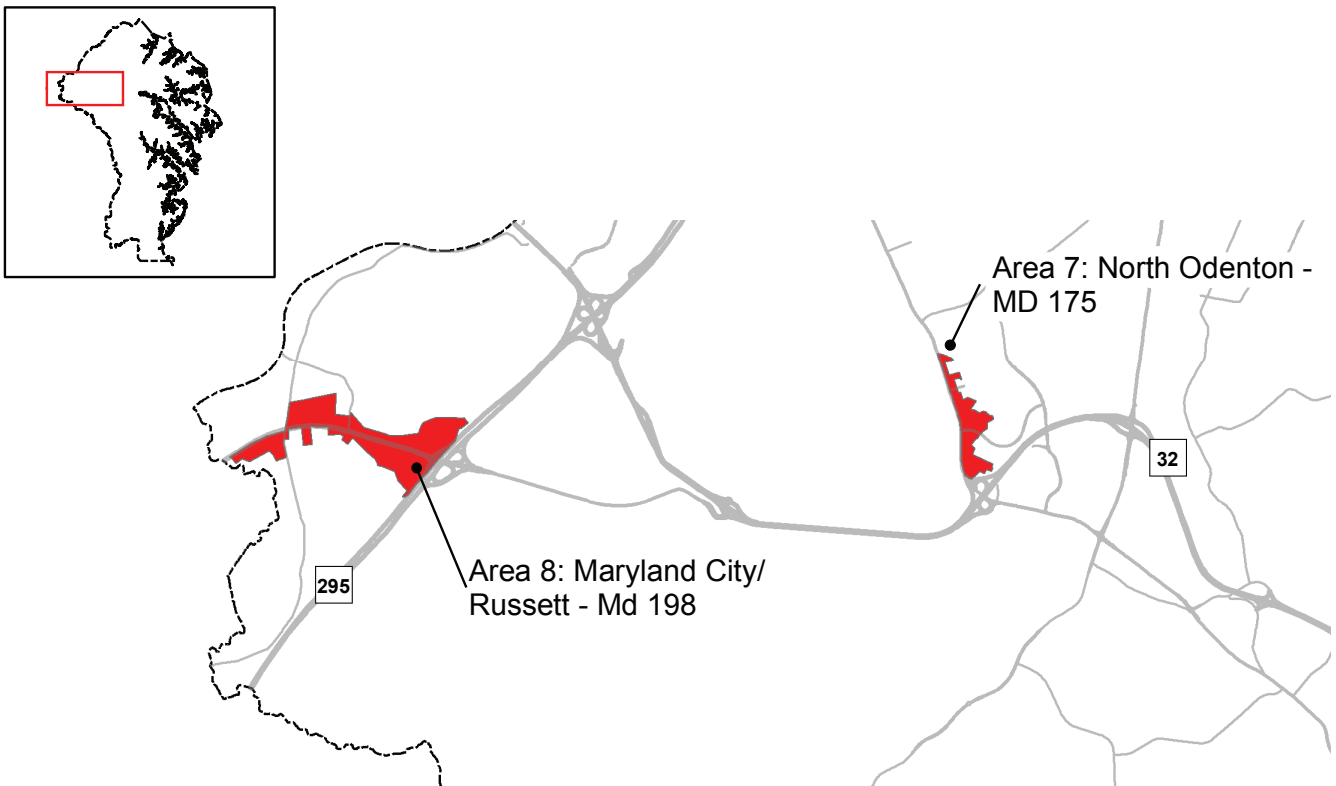 Area 7: North Odenton -
MD 175
32
Area 8: Maryland City/
Russett - Md 198
295